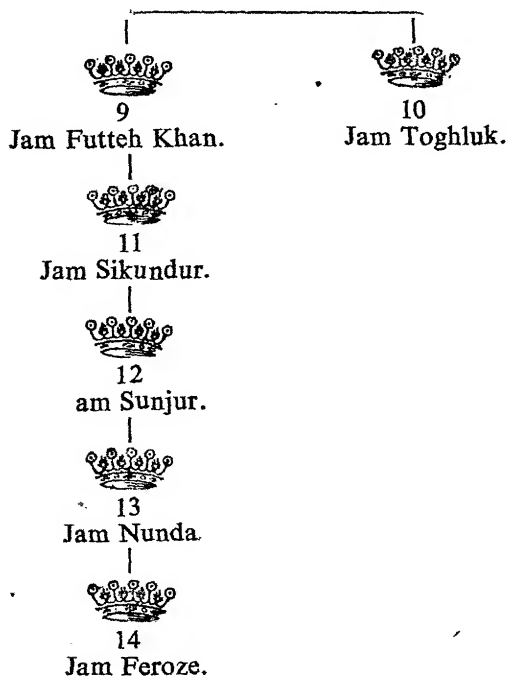 9
Jam Futteh Khan.
10
Jam Toghluk.
11
Jam Sikundur.
12
am Sunjur.
13
Jam Nunda
14
Jam Feroze.